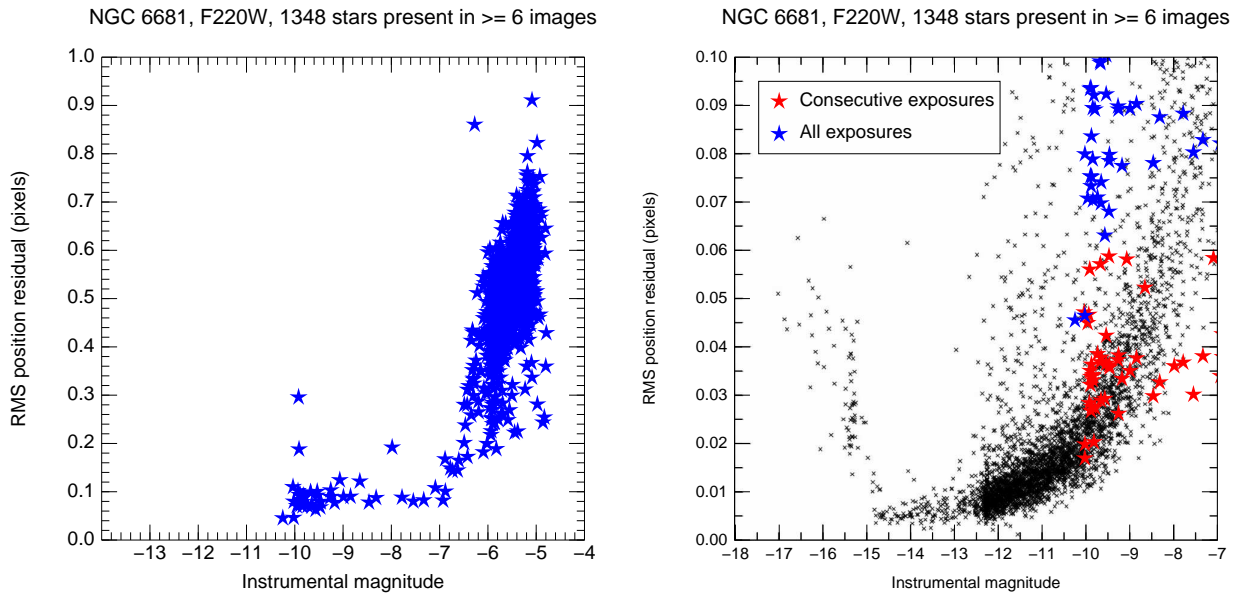 NGC 6681, F220W, 1348 stars present in >= 6 images
1.0
0.9
0.8
0.7
0.6
0.5
0.4
0.3
0.2
0.1
0.0
RMS position residual (pixels)
−13 −12 −11 −10 −9 −8 −7 −6 −5 −4
Instrumental magnitude
NGC 6681, F220W, 1348 stars present in >= 6 images
0.10
0.09
0.08
0.07
0.06
0.05
0.04
0.03
0.02
0.01
0.00
RMS position residual (pixels)
Consecutive exposures
All exposures
−18 −17 −16 −15 −14 −13 −12 −11 −10 −9 −8 −7
Instrumental magnitude